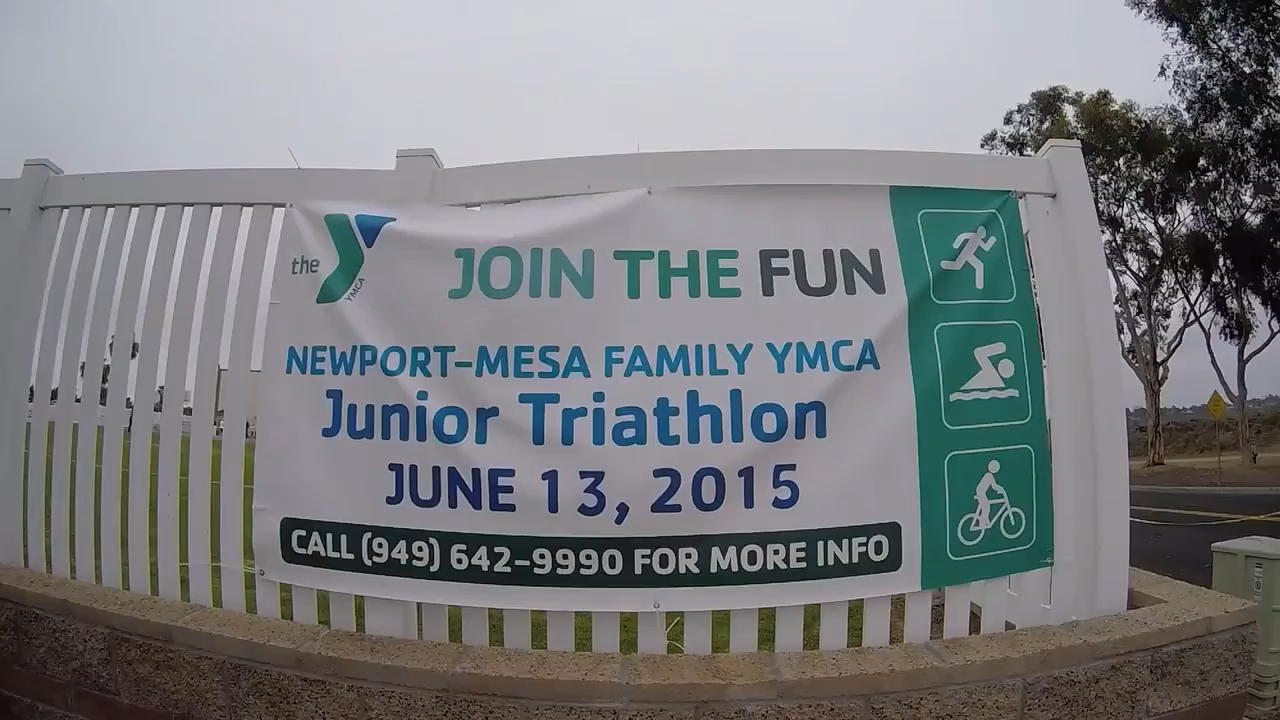 the
YMCA
JOIN THE FUN
NEWPORT-MESA FAMILY YMCA
Junior Triathlon
JUNE 13, 2015
CALL (949) 642-9990 FOR MORE INFO